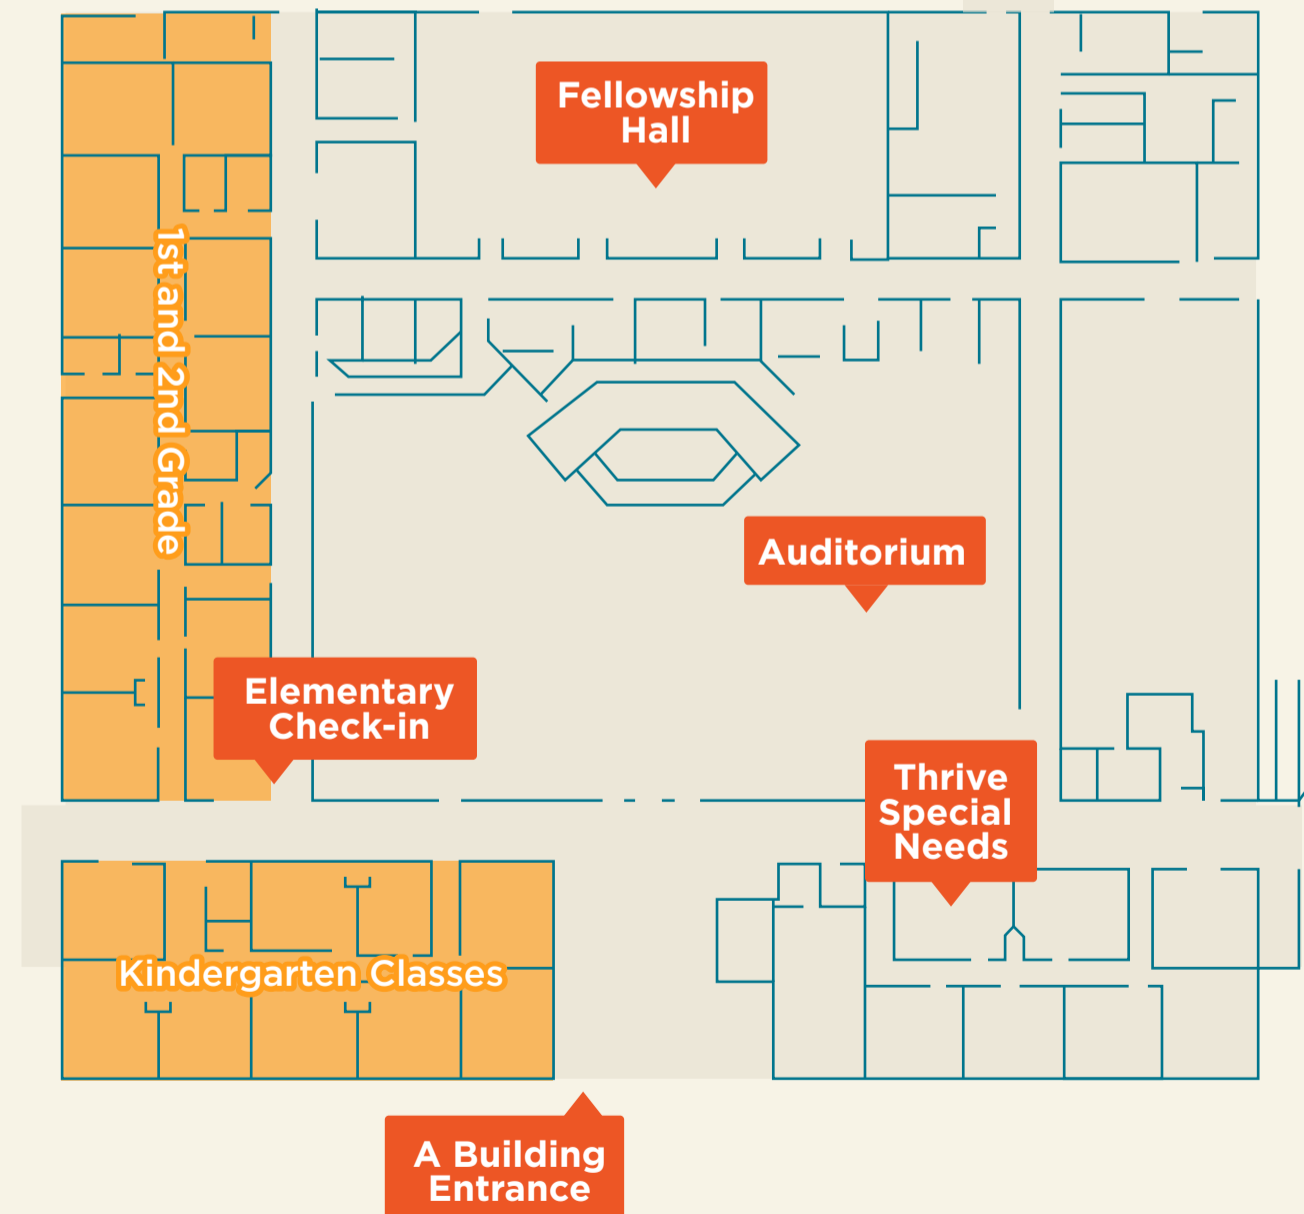 Fellowship
Hall
1st and 2nd Grade
Auditorium
Elementary
Check-in
Thrive
Special
Needs
Kindergarten Classes
A Building
Entrance